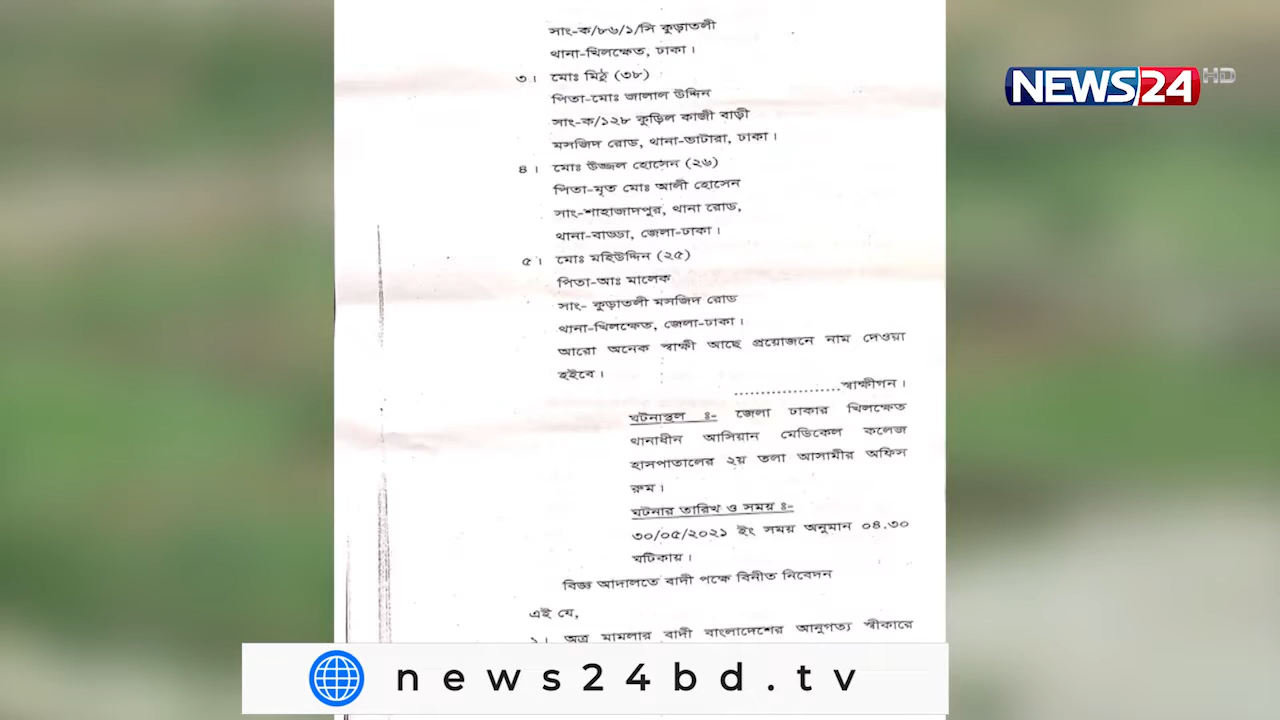 সাং-ক/৮৬/১/সি কুড়াতলী
থানা-খিলক্ষেত, ঢাকা।
৩। মোঃ মিঠু (৩৮)
পিতা-মোঃ জালাল উদ্দিন
সাং-ক/১২৮ কুড়িল কাজী বাড়ী
মসজিদ রোড, থানা-ভাটারা, ঢাকা।
৪। মোঃ উজ্জল হোসেন (২৬)
পিতা-মৃত মোঃ আলী হোসেন
সাং-শাহাজাদপুর, থানা রোড,
থানা-বাড্ডা, জেলা-ঢাকা।
৫। মোঃ মহিউদ্দিন (২৫)
পিতা-আঃ মালেক
সাং- কুড়াতলী মসজিদ রোড
থানা-খিলক্ষেত, জেলা-ঢাকা।
আরো অনেক স্বাক্ষী আছে প্রয়োজনে নাম দেওয়া
হইবে।
....................স্বাক্ষীগন।
ঘটনাস্থল ঃ- জেলা ঢাকার খিলক্ষেত
থানাধীন আসিয়ান মেডিকেল কলেজ
হাসপাতালের ২য় তলা আসামীর অফিস
রুম।
ঘটনার তারিখ ও সময় ঃ-
৩০/০৫/২০২১ ইং সময় অনুমান ০৪.৩০
ঘটিকায়।
বিজ্ঞ আদালতে বাদী পক্ষে বিনীত নিবেদন
এই যে,
১। অত্র মামলার বাদী বাংলাদেশের আনুগত্য স্বীকারে
NEWS24 HD
news24bd.tv